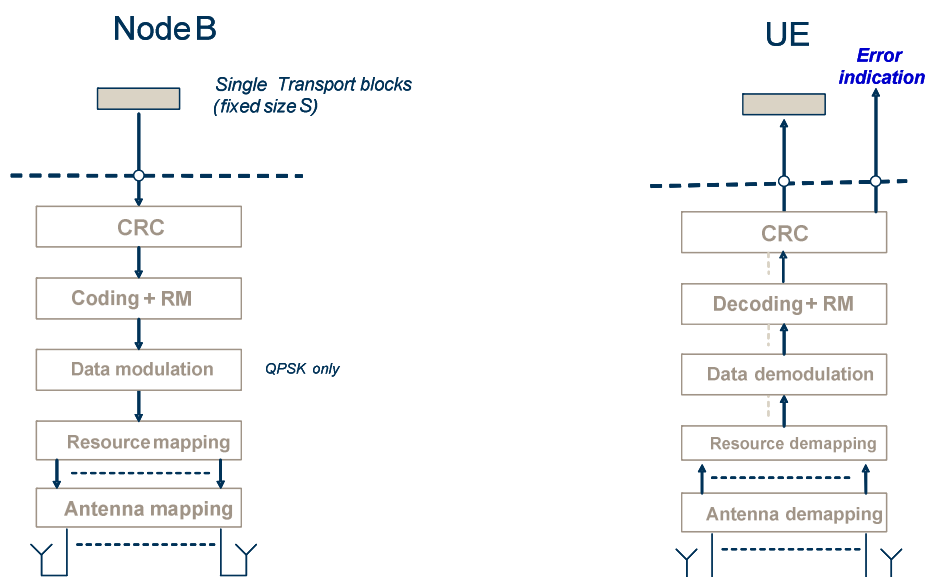 Node B
Single Transport blocks
(fixed size S)
CRC
Coding + RM
Data modulation
QPSK only
Resource mapping
Antenna mapping
UE
Error
indication
CRC
Decoding + RM
Data demodulation
Resource demapping
Antenna demapping